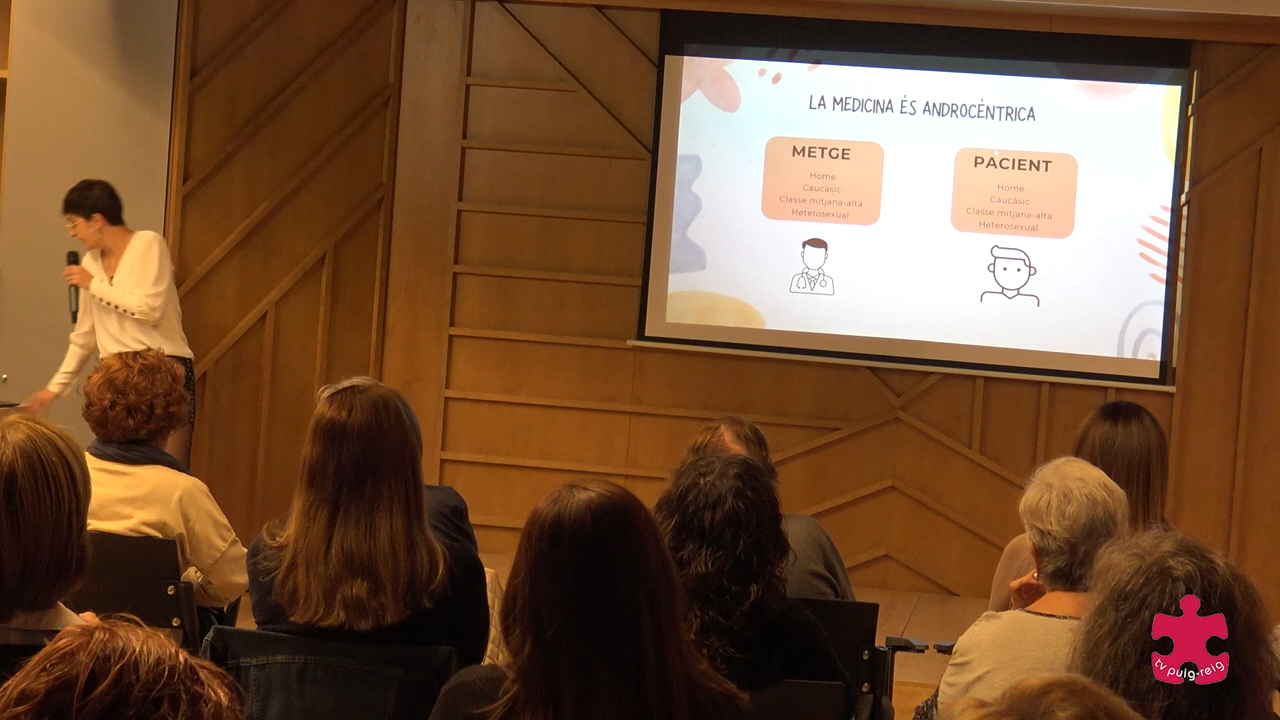 LA MEDICINA ÉS ANDROCÈNTRICA
METGE
Home
Caucàsic
Classe mitjana-alta
Heterosexual
PACIENT
Home
Caucàsic
Classe mitjana-alta
Heterosexual
tv puig-reig